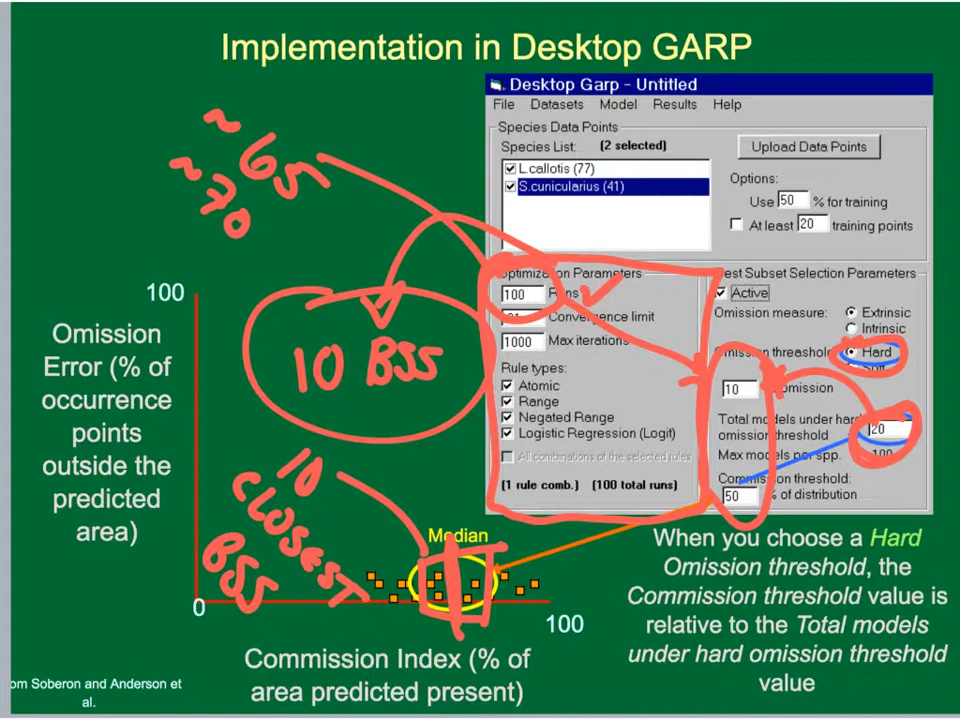 Implementation in Desktop GARP
Desktop Garp - Untitled
File Datasets Model Results Help
Species Data Points
Species List: (2 selected)
L.callotis (77)
S.cunicularius (41)
Upload Data Points
Options:
Use 50 % for training
At least 20 training points
~65
~70
Optimization Parameters
100 Runs
Convergence limit
1000 Max iterations
Rule types:
Atomic
Range
Negated Range
Logistic Regression (Logit)
All combinations of the selected rules
(1 rule comb.) (100 total runs)
Best Subset Selection Parameters
Active
Omission measure: Extrinsic
Intrinsic
Omission threashold Hard
Soft
10 % omission
Total models under hard
omission threshold 20
Max models per spp. 100
Commission threshold:
50 % of distribution
10 BSS
10
CLOSEST
BSS
100
Omission
Error (% of
occurrence
points
outside the
predicted
area)
Median
0
100
Commission Index (% of
area predicted present)
When you choose a Hard
Omission threshold, the
Commission threshold value is
relative to the Total models
under hard omission threshold
value
om Soberon and Anderson et
al.